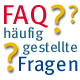 FAQ ??
häufig
gestellte
? Fragen